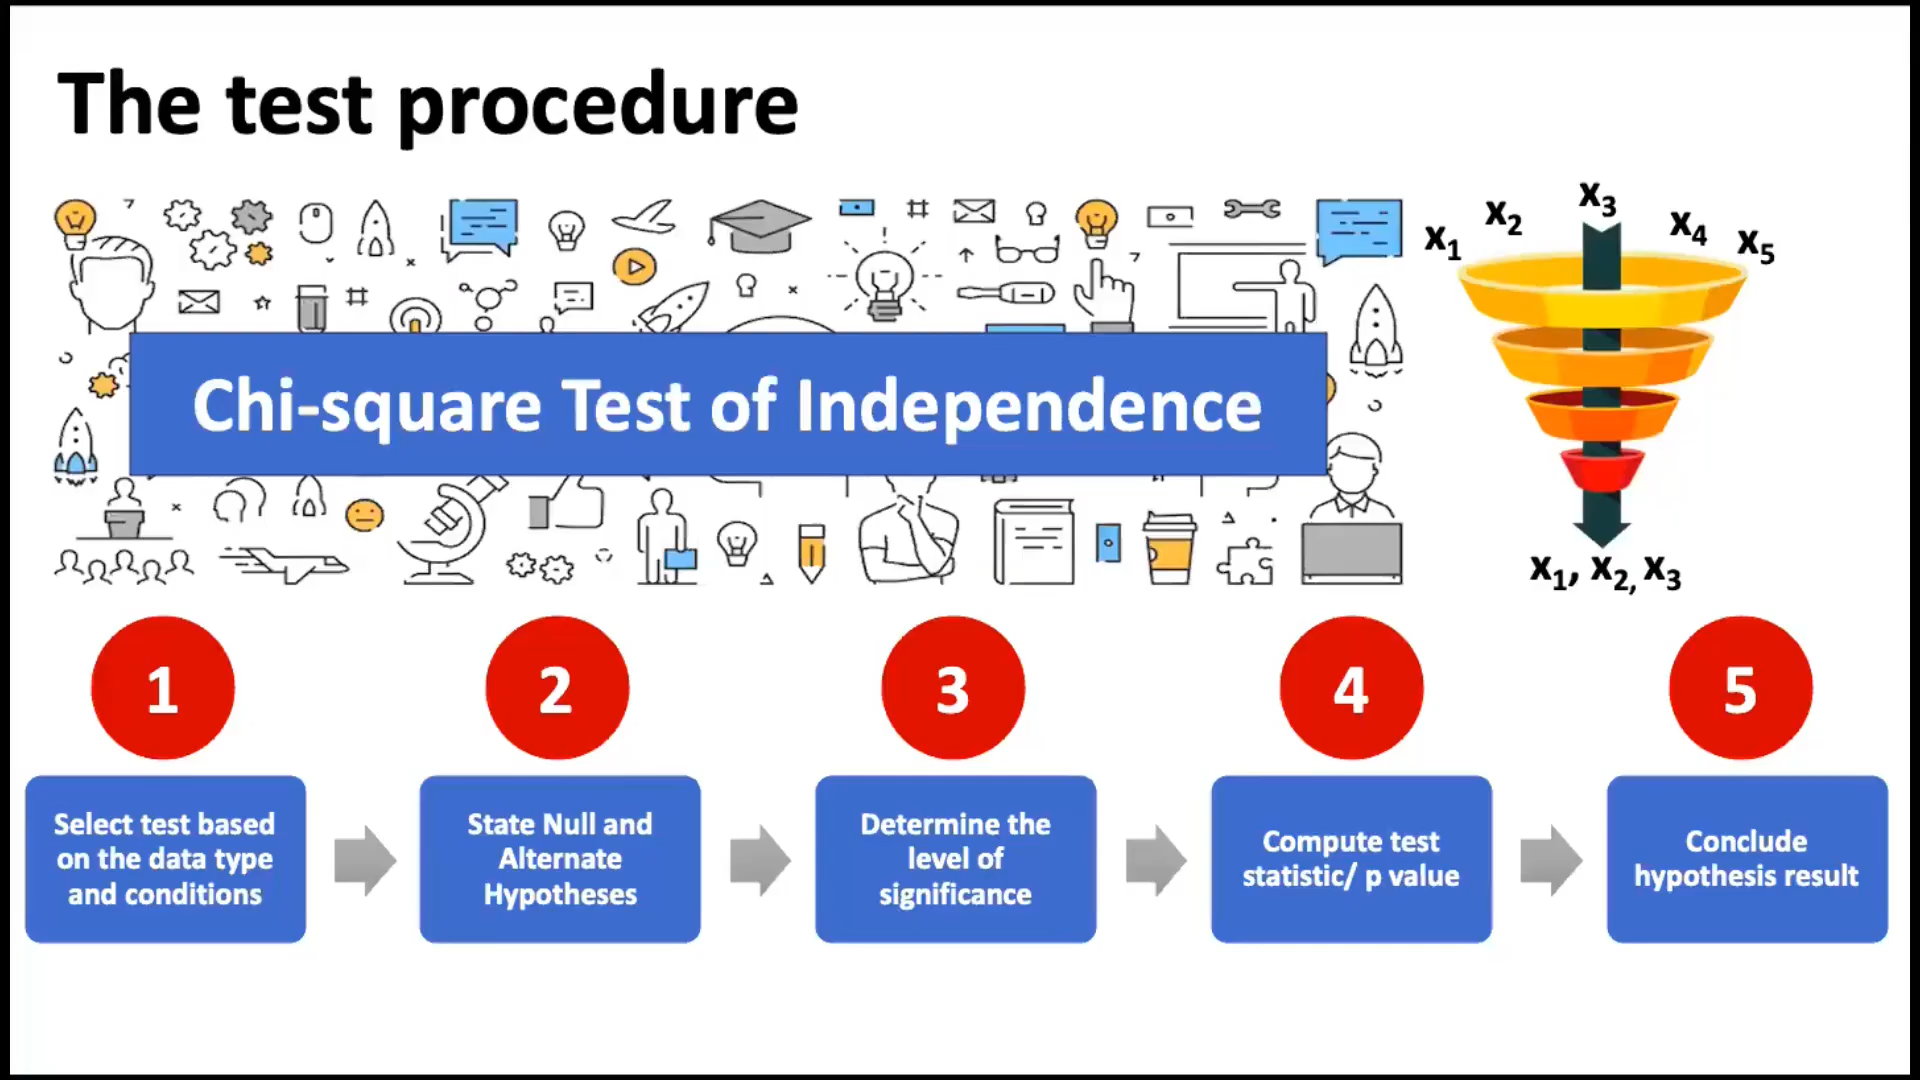 The test procedure
x1
x2
x3
x4
x5
Chi-square Test of Independence
x1, x2, x3
1
2
3
4
5
Select test based
on the data type
and conditions
State Null and
Alternate
Hypotheses
Determine the
level of
significance
Compute test
statistic/ p value
Conclude
hypothesis result